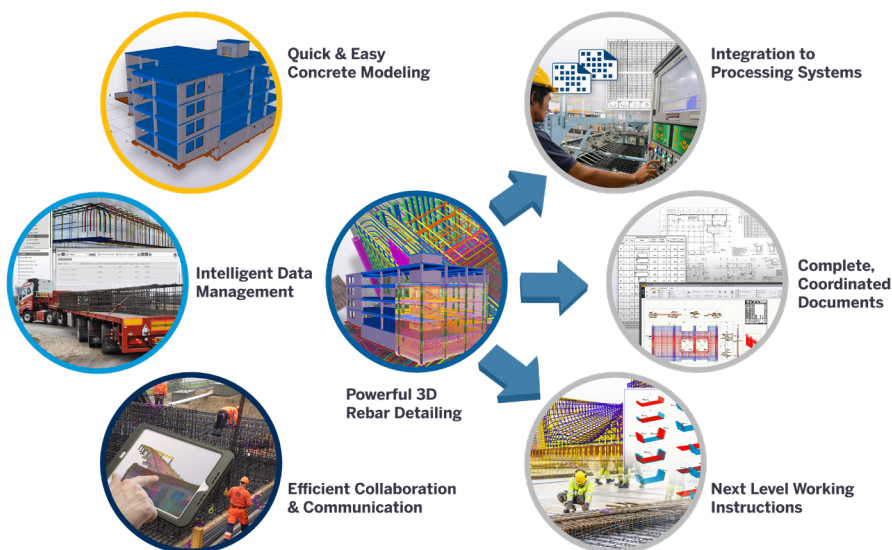 Quick & Easy
Concrete Modeling
Integration to
Processing Systems
Intelligent Data
Management
Complete,
Coordinated
Documents
Powerful 3D
Rebar Detailing
Efficient Collaboration
& Communication
Next Level Working
Instructions